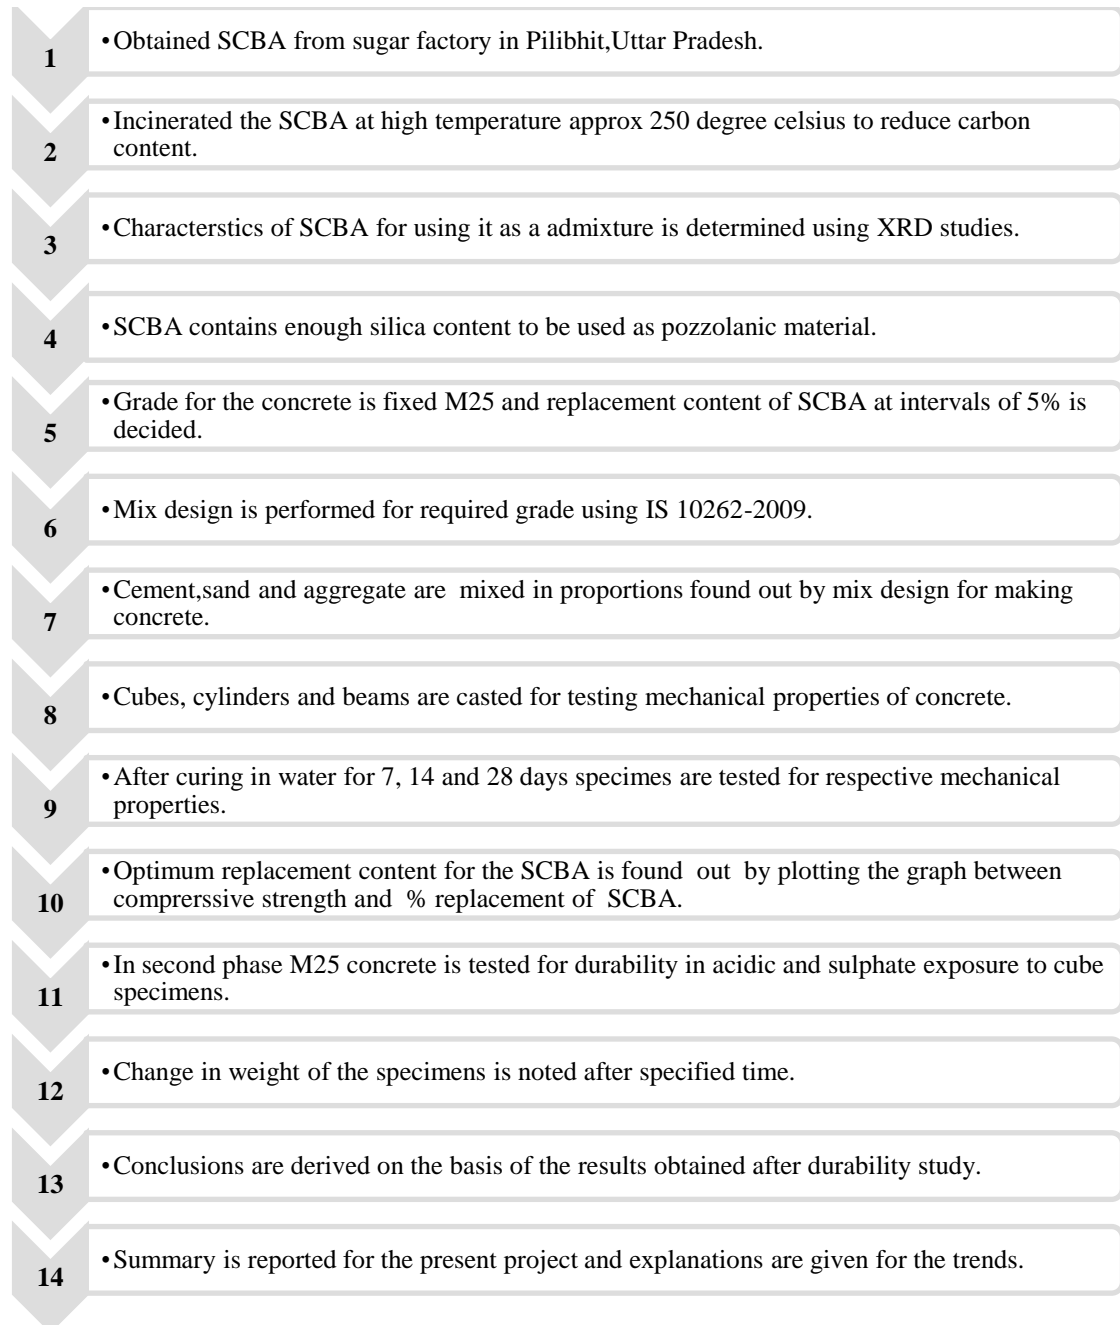 1
•Obtained SCBA from sugar factory in Pilibhit,Uttar Pradesh.
2
•Incinerated the SCBA at high temperature approx 250 degree celsius to reduce carbon
content.
3
•Characterstics of SCBA for using it as a admixture is determined using XRD studies.
4
•SCBA contains enough silica content to be used as pozzolanic material.
5
•Grade for the concrete is fixed M25 and replacement content of SCBA at intervals of 5% is
decided.
6
•Mix design is performed for required grade using IS 10262-2009.
7
•Cement,sand and aggregate are mixed in proportions found out by mix design for making
concrete.
8
•Cubes, cylinders and beams are casted for testing mechanical properties of concrete.
9
•After curing in water for 7, 14 and 28 days specimes are tested for respective mechanical
properties.
10
•Optimum replacement content for the SCBA is found out by plotting the graph between
comprerssive strength and % replacement of SCBA.
11
•In second phase M25 concrete is tested for durability in acidic and sulphate exposure to cube
specimens.
12
•Change in weight of the specimens is noted after specified time.
13
•Conclusions are derived on the basis of the results obtained after durability study.
14
•Summary is reported for the present project and explanations are given for the trends.